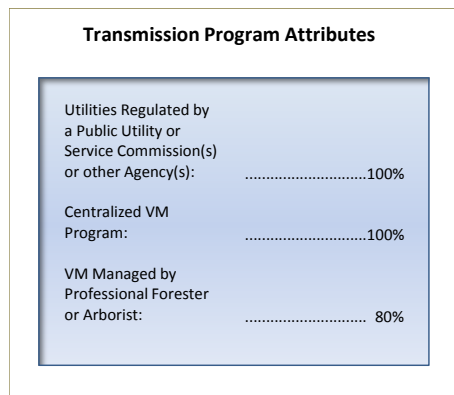 Transmission Program Attributes
Utilities Regulated by
a Public Utility or
Service Commission(s)
or other Agency(s): .............................100%
Centralized VM
Program: .............................100%
VM Managed by
Professional Forester
or Arborist: ............................. 80%